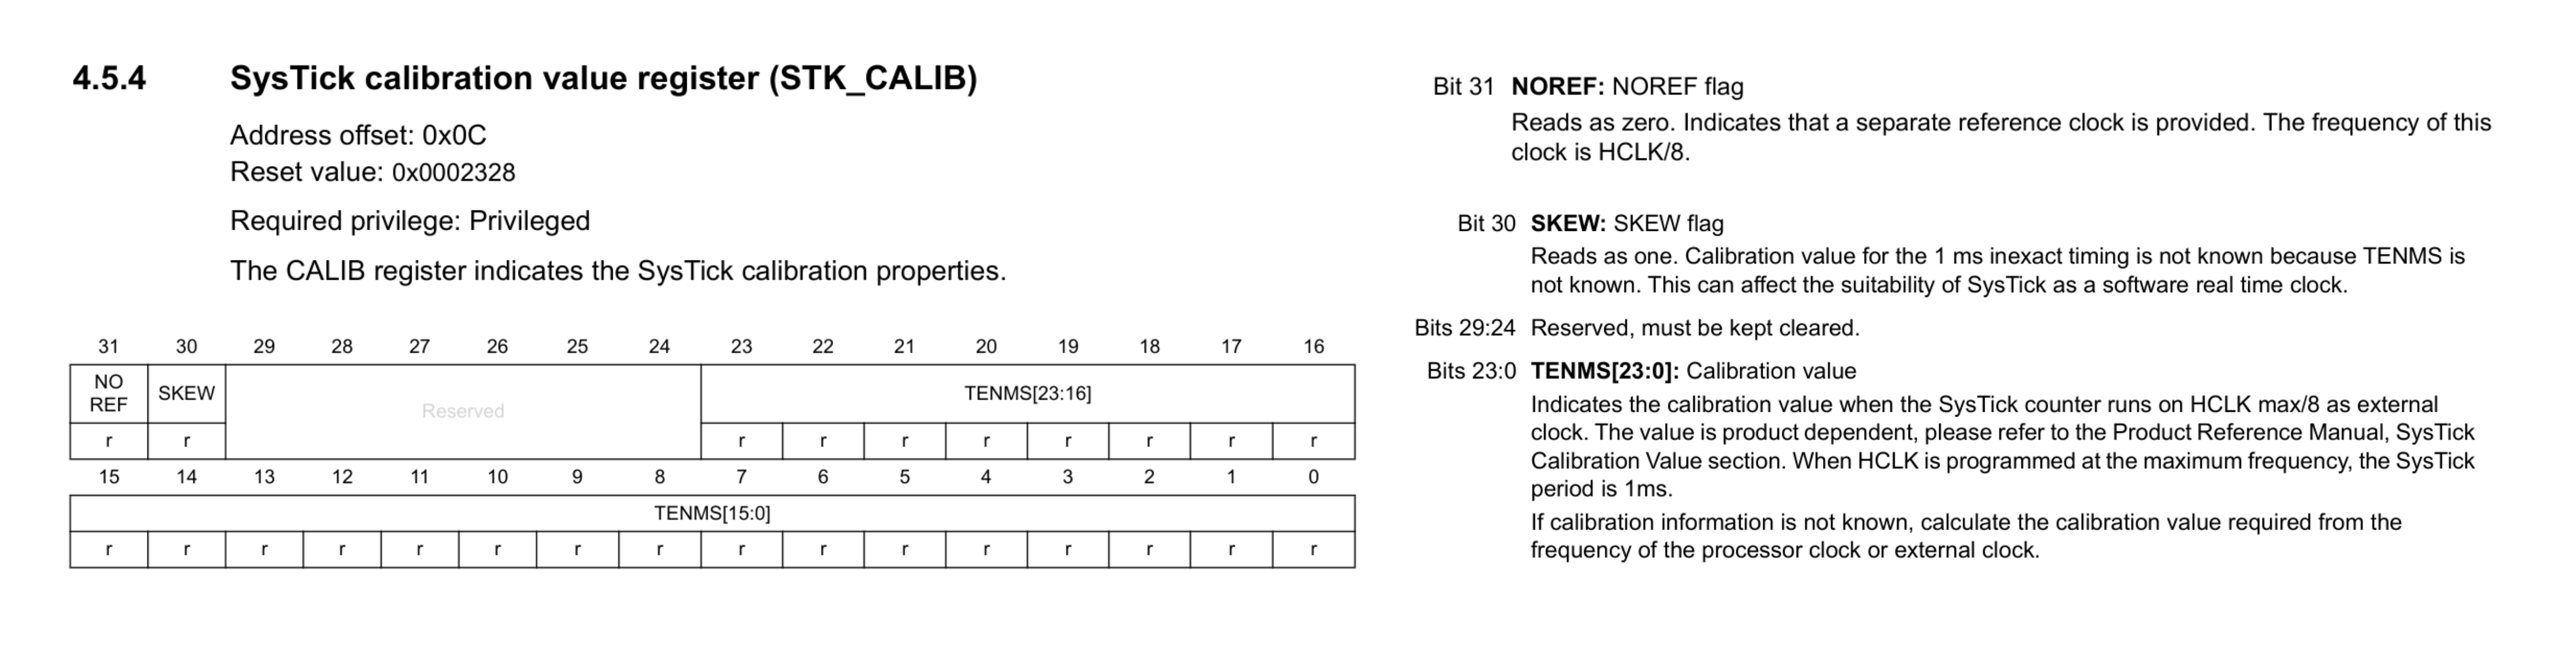 4.5.4 SysTick calibration value register (STK_CALIB)
Address offset: 0x0C
Reset value: 0x0002328
Required privilege: Privileged
The CALIB register indicates the SysTick calibration properties.
31 30 29 28 27 26 25 24 23 22 21 20 19 18 17 16
NO
REF
SKEW
Reserved
TENMS[23:16]
r r r r r r r r r r
15 14 13 12 11 10 9 8 7 6 5 4 3 2 1 0
TENMS[15:0]
r r r r r r r r r r r r r r r r
Bit 31 NOREF: NOREF flag
Reads as zero. Indicates that a separate reference clock is provided. The frequency of this
clock is HCLK/8.
Bit 30 SKEW: SKEW flag
Reads as one. Calibration value for the 1 ms inexact timing is not known because TENMS is
not known. This can affect the suitability of SysTick as a software real time clock.
Bits 29:24 Reserved, must be kept cleared.
Bits 23:0 TENMS[23:0]: Calibration value
Indicates the calibration value when the SysTick counter runs on HCLK max/8 as external
clock. The value is product dependent, please refer to the Product Reference Manual, SysTick
Calibration Value section. When HCLK is programmed at the maximum frequency, the SysTick
period is 1ms.
If calibration information is not known, calculate the calibration value required from the
frequency of the processor clock or external clock.